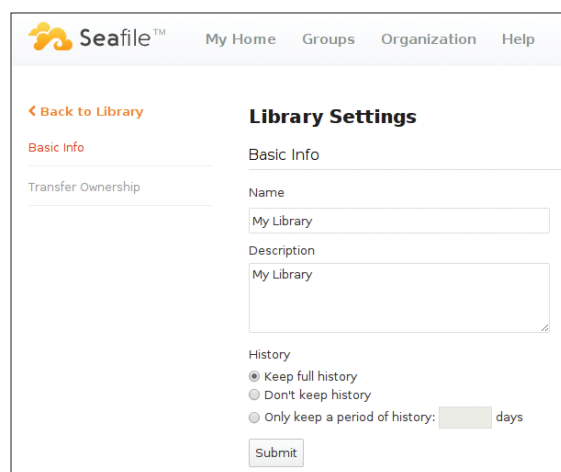 Seafile™ My Home Groups Organization Help
Back to Library
Basic Info
Transfer Ownership
Library Settings
Basic Info
Name
My Library
Description
My Library
History
Keep full history
Don't keep history
Only keep a period of history: days
Submit